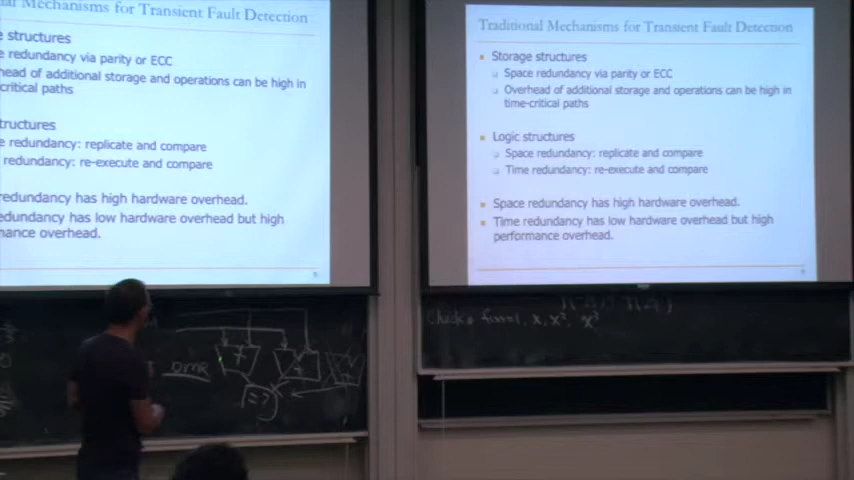 al Mechanisms for Transient Fault Detection
e structures
e redundancy via parity or ECC
head of additional storage and operations can be high in
critical paths
tructures
e redundancy: replicate and compare
redundancy: re-execute and compare
redundancy has high hardware overhead.
edundancy has low hardware overhead but high
mance overhead.
Traditional Mechanisms for Transient Fault Detection
Storage structures
Space redundancy via parity or ECC
Overhead of additional storage and operations can be high in
time-critical paths
Logic structures
Space redundancy: replicate and compare
Time redundancy: re-execute and compare
Space redundancy has high hardware overhead.
Time redundancy has low hardware overhead but high
performance overhead.
DMR
+
+
==?
x, x², x³